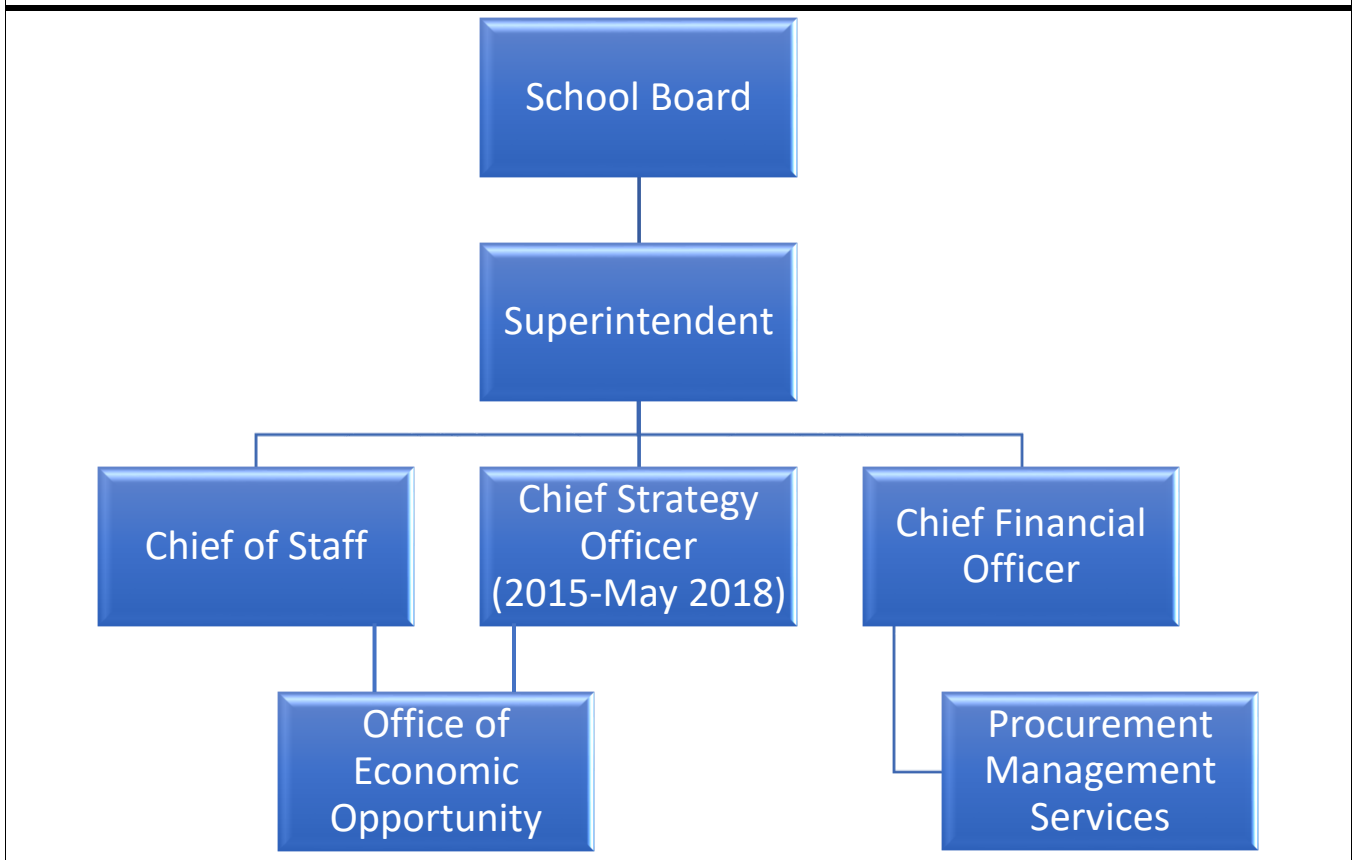 School Board
Superintendent
Chief of Staff
Chief Strategy
Officer
(2015-May 2018)
Chief Financial
Officer
Office of
Economic
Opportunity
Procurement
Management
Services